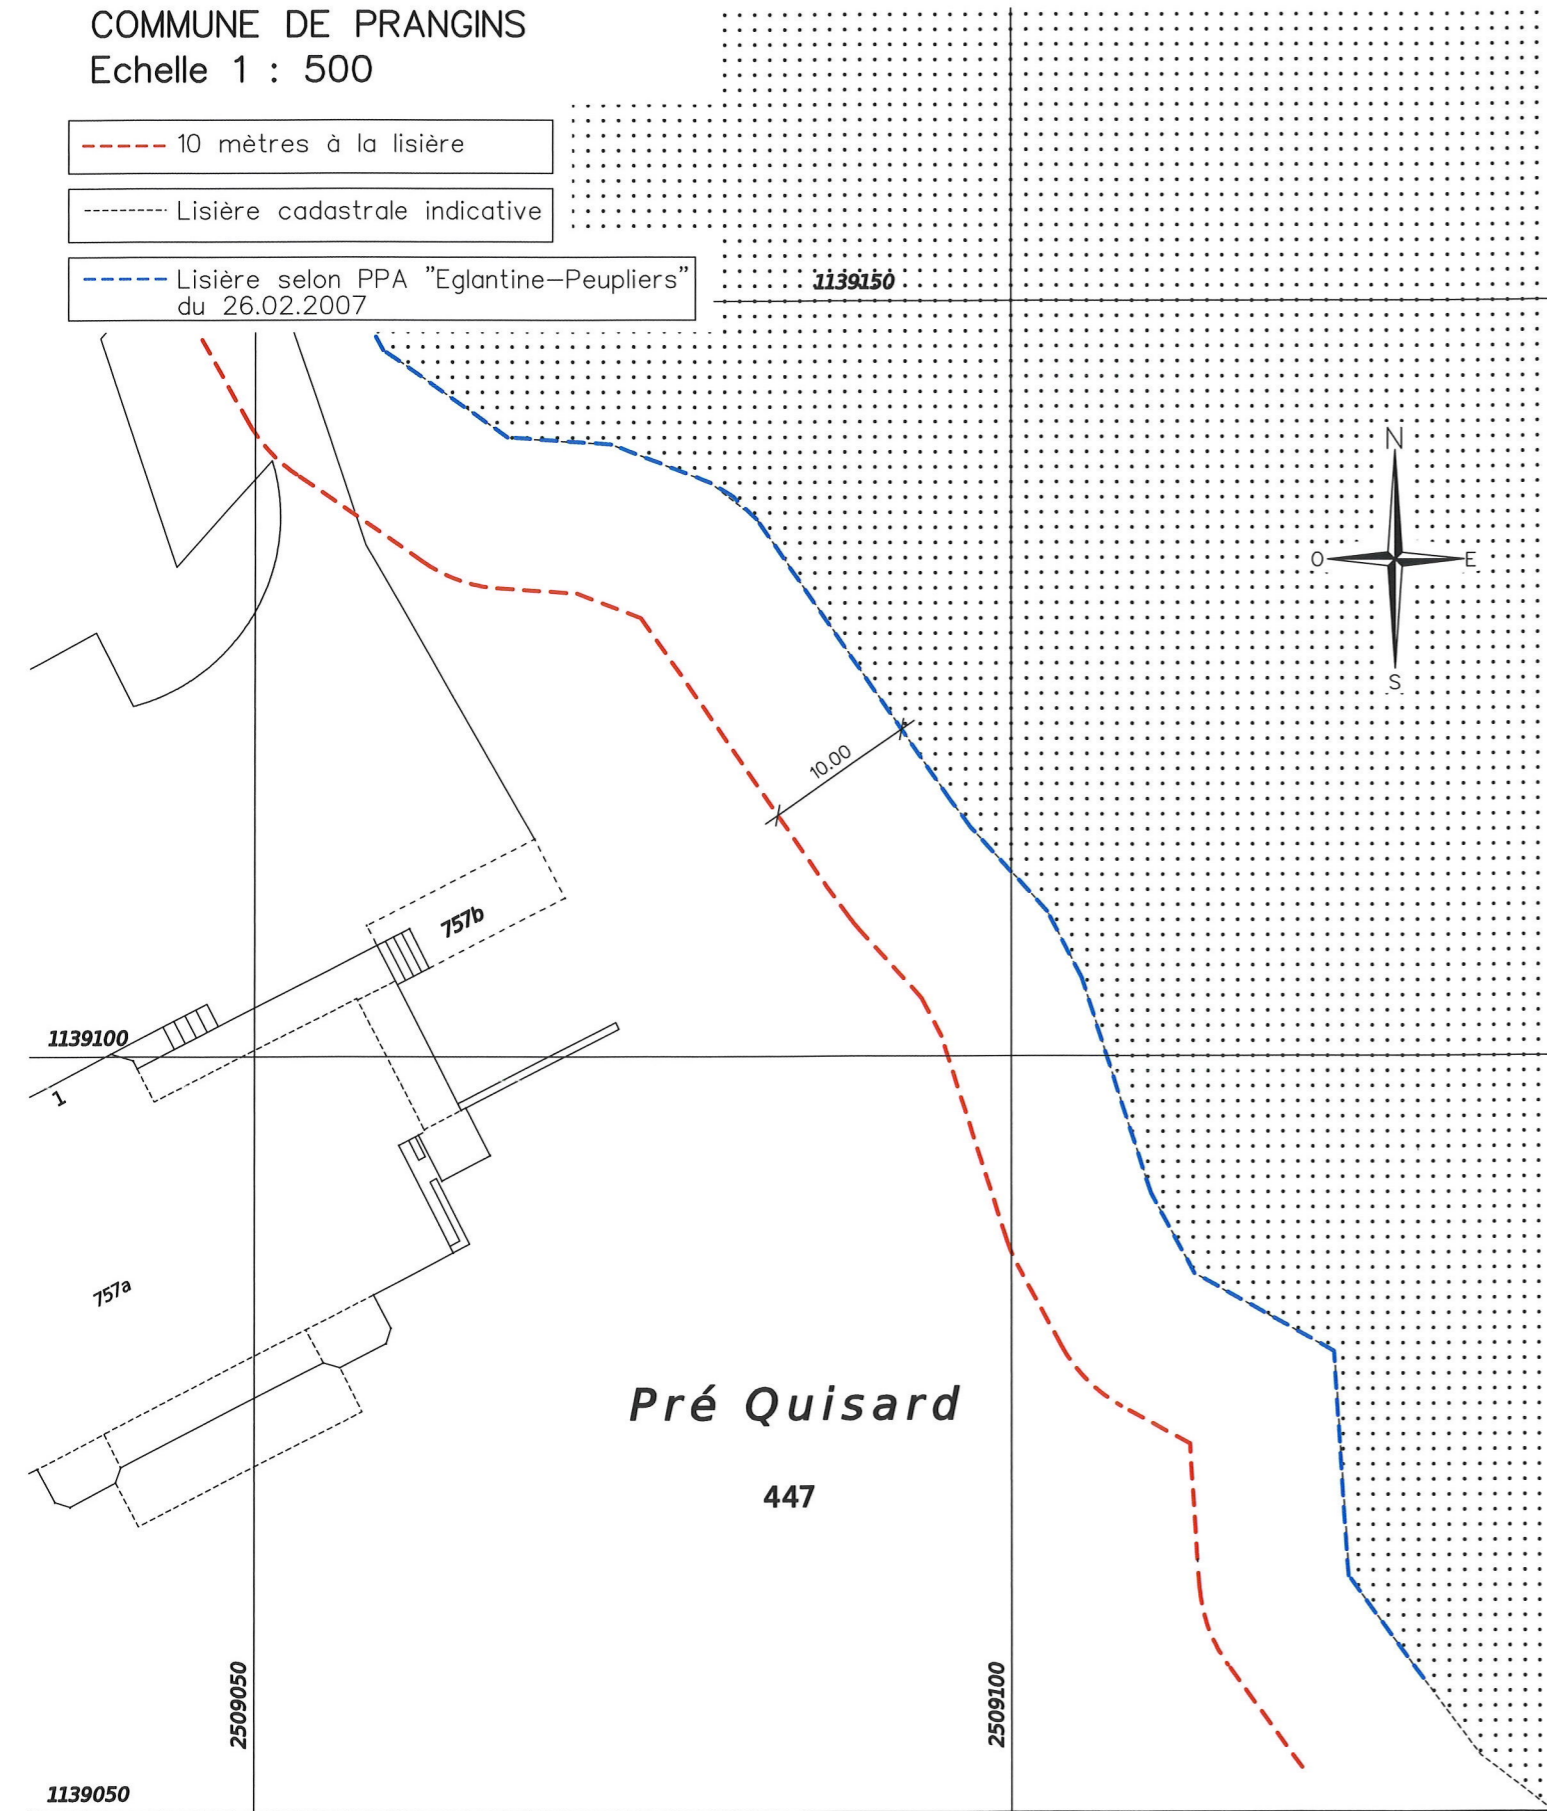 COMMUNE DE PRANGINS
Echelle 1 : 500
10 mètres à la lisière
Lisière cadastrale indicative
Lisière selon PPA "Eglantine-Peupliers"
du 26.02.2007
1139150
N
O
E
S
10.00
757b
1139100
1
757a
Pré Quisard
447
2509050
2509100
1139050